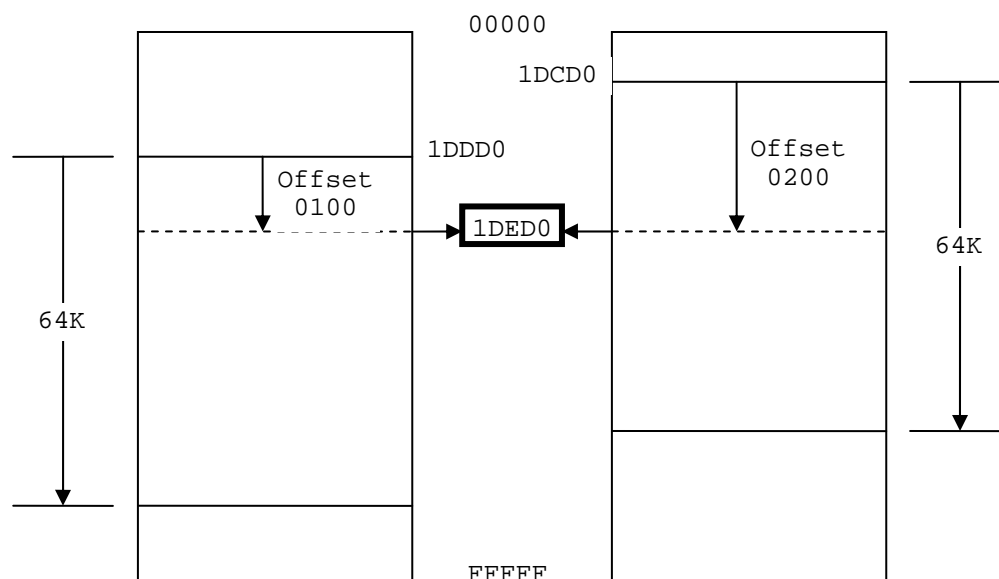 00000
1DCD0
1DDD0
Offset
0100
Offset
0200
1DED0
64K
64K
FFFFF